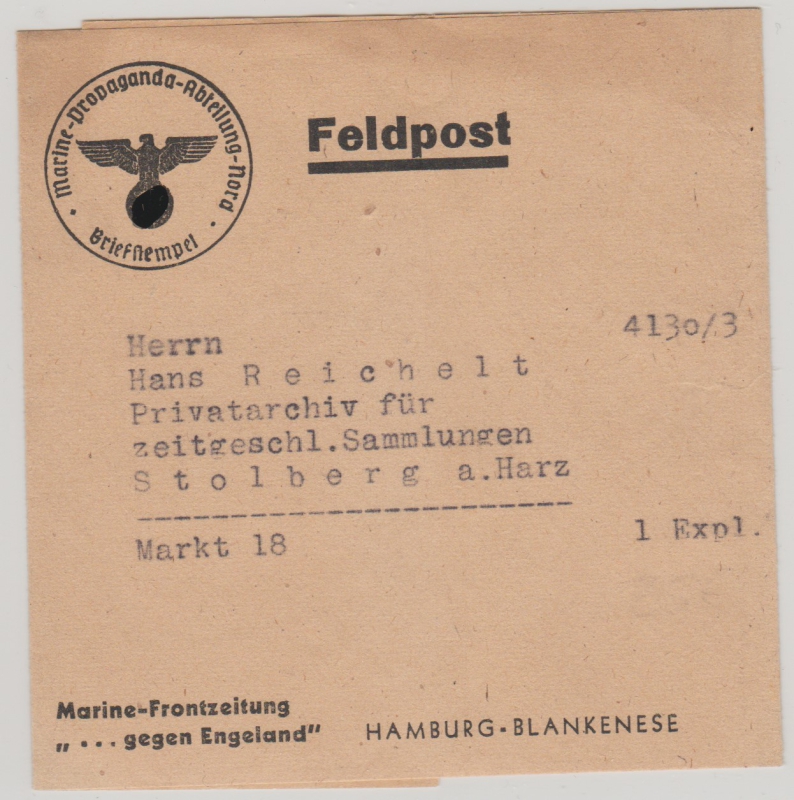 Marine-Propaganda-Abteilung-Nord
Briefstempel
Feldpost
4130/3
Herrn
Hans Reichelt
Privatarchiv für
zeitgeschl.Sammlungen
Stolberg a.Harz
Markt 18
1 Expl.
Marine-Frontzeitung
„... gegen Engeland"
HAMBURG-BLANKENESE